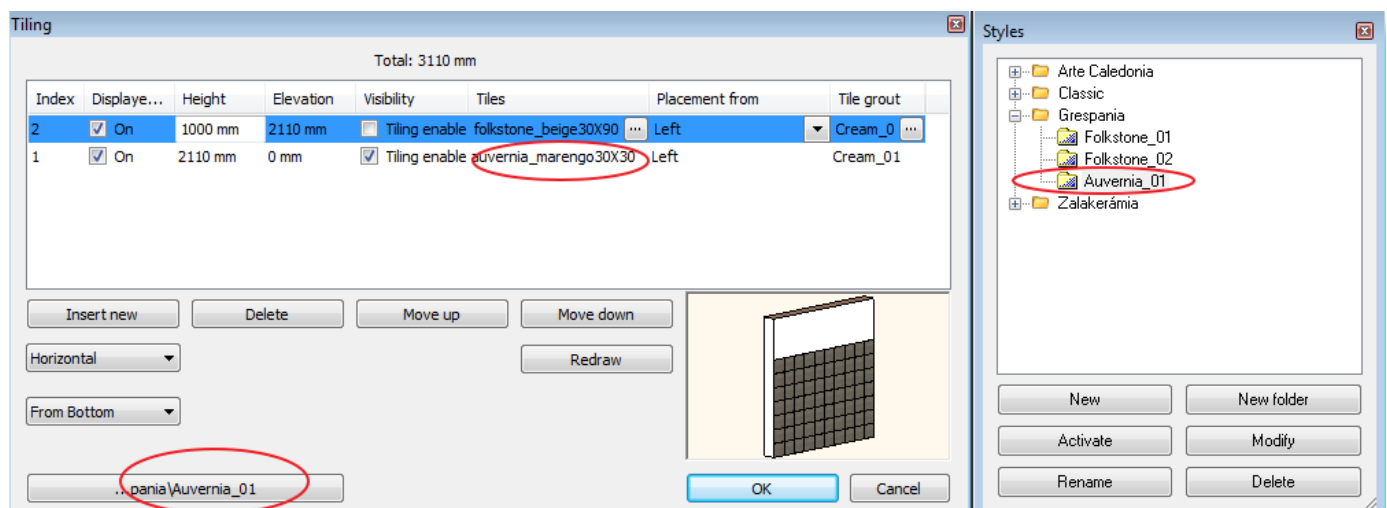 Tiling
Total: 3110 mm
Index Displaye... Height Elevation Visibility Tiles Placement from Tile grout
2 On 1000 mm 2110 mm Tiling enable folkstone_beige30X90 ... Left Cream_0 ...
1 On 2110 mm 0 mm Tiling enable auvernia_marengo30X30 Left Cream_01
Insert new Delete Move up Move down
Horizontal Redraw
From Bottom
...pania\Auvernia_01 OK Cancel
Styles
Arte Caledonia
Classic
Grespania
Folkstone_01
Folkstone_02
Auvernia_01
Zalakerámia
New New folder
Activate Modify
Rename Delete